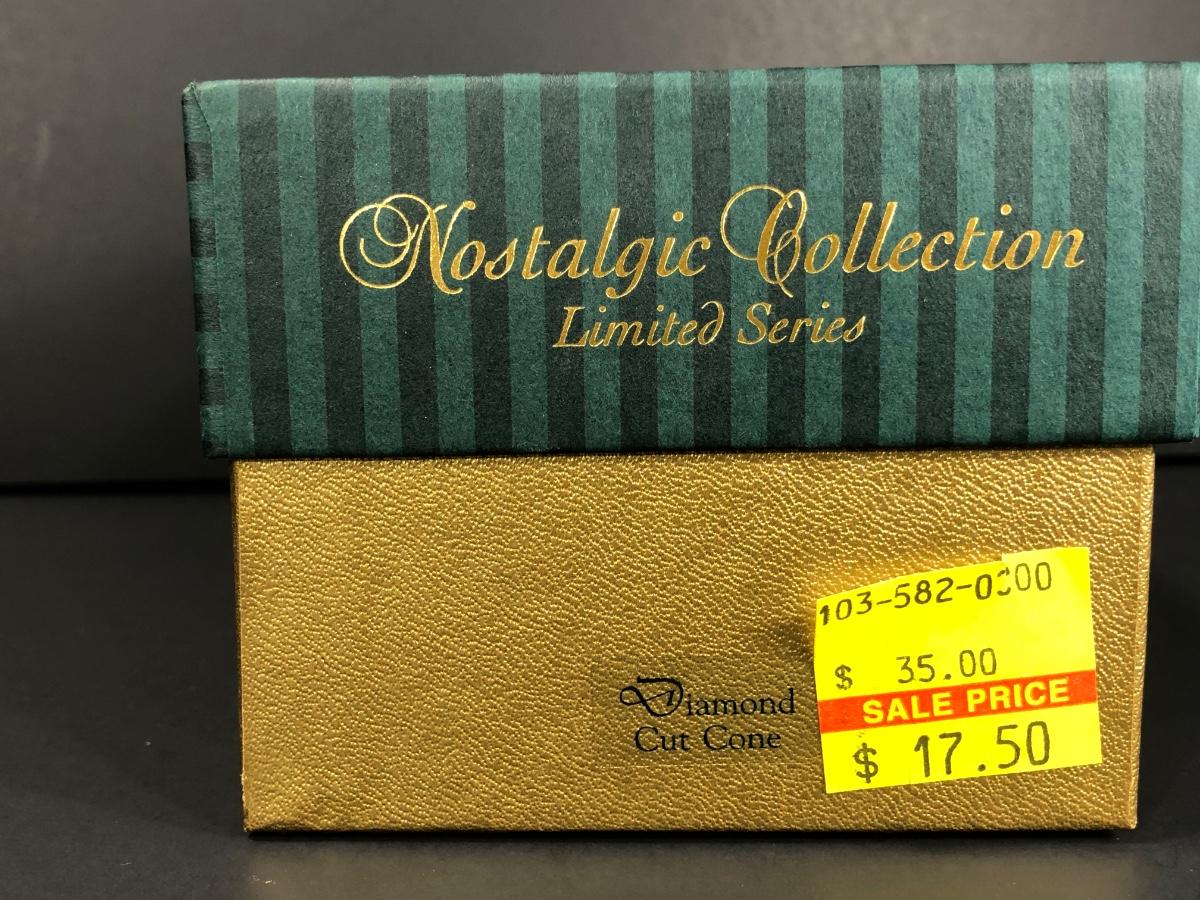 Nostalgic Collection
Limited Series
Diamond
Cut Cone
$ 35.00
SALE PRICE
$ 17.50